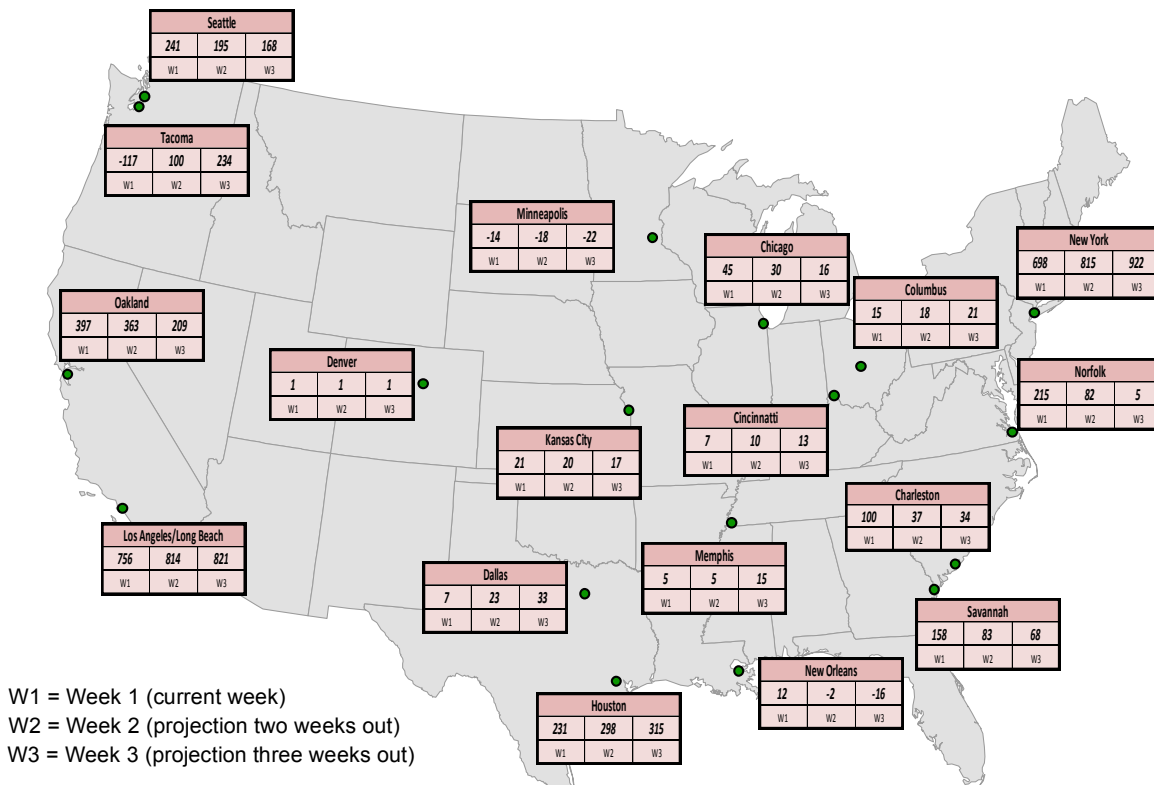 Seattle
241 195 168
W1 W2 W3
Tacoma
-117 100 234
W1 W2 W3
Minneapolis
-14 -18 -22
W1 W2 W3
Chicago
45 30 16
W1 W2 W3
New York
698 815 922
W1 W2 W3
Columbus
15 18 21
W1 W2 W3
Oakland
397 363 209
W1 W2 W3
Denver
1 1 1
W1 W2 W3
Norfolk
215 82 5
W1 W2 W3
Cincinnatti
7 10 13
W1 W2 W3
Kansas City
21 20 17
W1 W2 W3
Charleston
100 37 34
W1 W2 W3
Los Angeles/Long Beach
756 814 821
W1 W2 W3
Memphis
5 5 15
W1 W2 W3
Dallas
7 23 33
W1 W2 W3
Savannah
158 83 68
W1 W2 W3
New Orleans
12 -2 -16
W1 W2 W3
Houston
231 298 315
W1 W2 W3
W1 = Week 1 (current week)
W2 = Week 2 (projection two weeks out)
W3 = Week 3 (projection three weeks out)